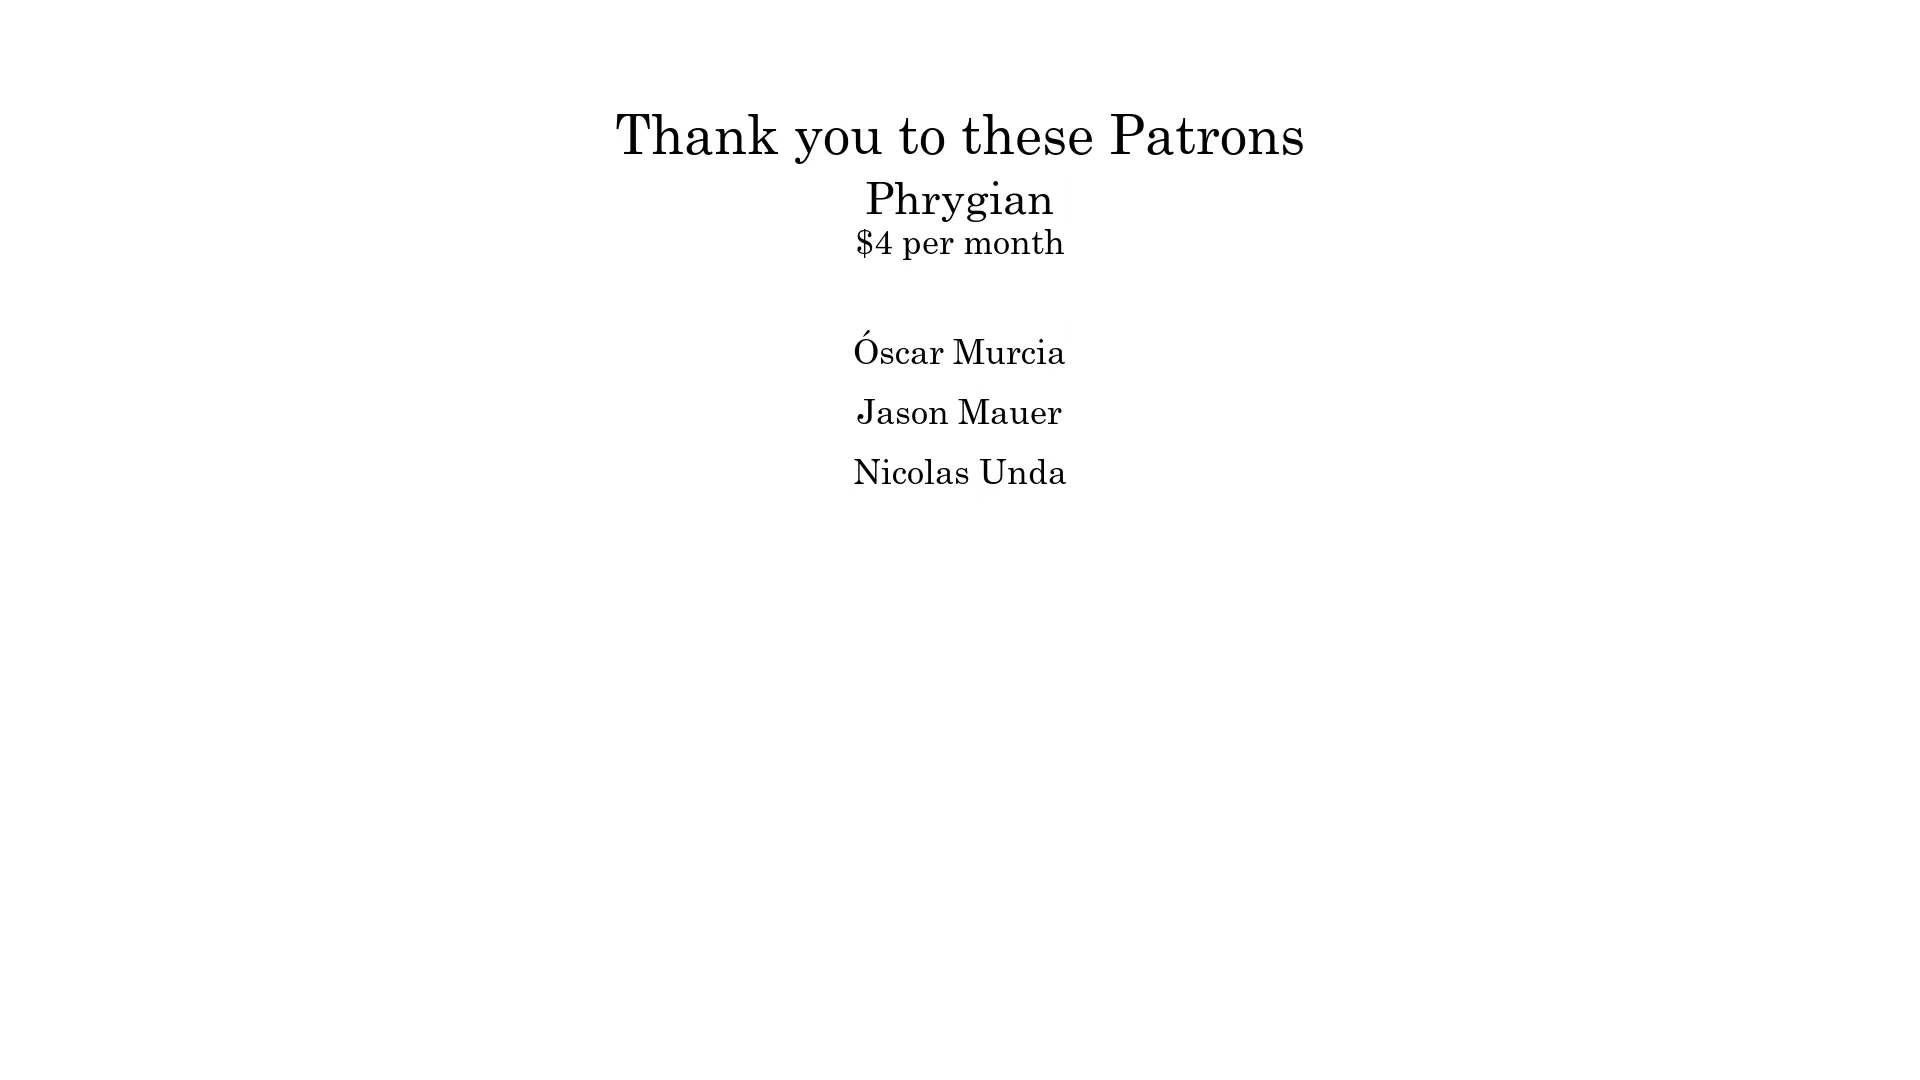 Thank you to these Patrons
Phrygian
$4 per month
Óscar Murcia
Jason Mauer
Nicolas Unda